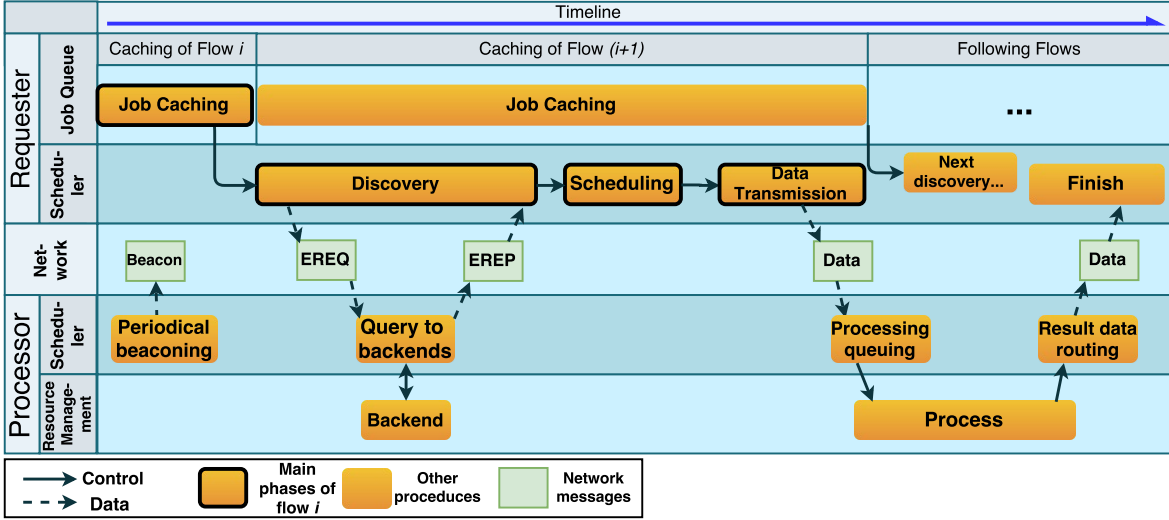 Timeline
Caching of Flow i
Caching of Flow (i+1)
Following Flows
Requester
Job Queue
Job Caching
Job Caching
...
Schedu-
ler
Discovery
Scheduling
Data
Transmission
Next
discovery...
Finish
Net-
work
Beacon
EREQ
EREP
Data
Data
Processor
Schedu-
ler
Periodical
beaconing
Query to
backends
Processing
queuing
Result data
routing
Resource
Manage-
ment
Backend
Process
Control
Data
Main
phases of
flow i
Other
proceduces
Network
messages